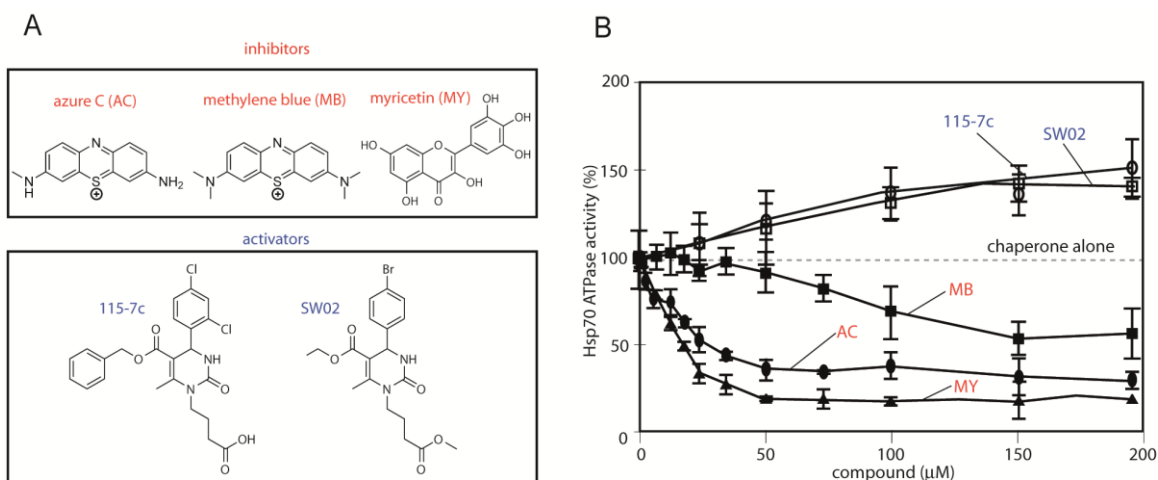 A
inhibitors
azure C (AC)
methylene blue (MB)
myricetin (MY)
N
S
⊕
N
H
NH2
N
S
⊕
N
N
OH
OH
OH
HO
O
OH
OH
O
activators
115-7c
Cl
Cl
O
O
NH
N
O
OH
O
SW02
Br
O
O
NH
N
O
O
O
B
Hsp70 ATPase activity (%)
200
150
100
50
0
115-7c
SW02
chaperone alone
MB
AC
MY
0
50
100
150
200
compound (μM)